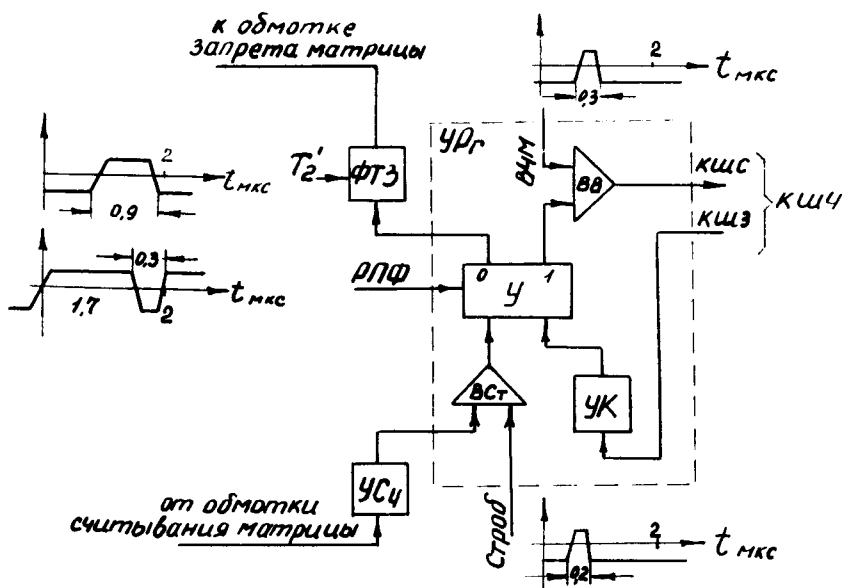 к обмотке
запрета матрицы
2
t мкс
0,3
УРг
ВЧМ
ВВ
КШС
КШЗ
КШЧ
T₂'
ФТЗ
2
t мкс
0,9
0,3
t мкс
1,7
2
РПФ
0 1
У
ВСт
УК
УСч
от обмотки
считывания матрицы
Строб
2
t мкс
0,2